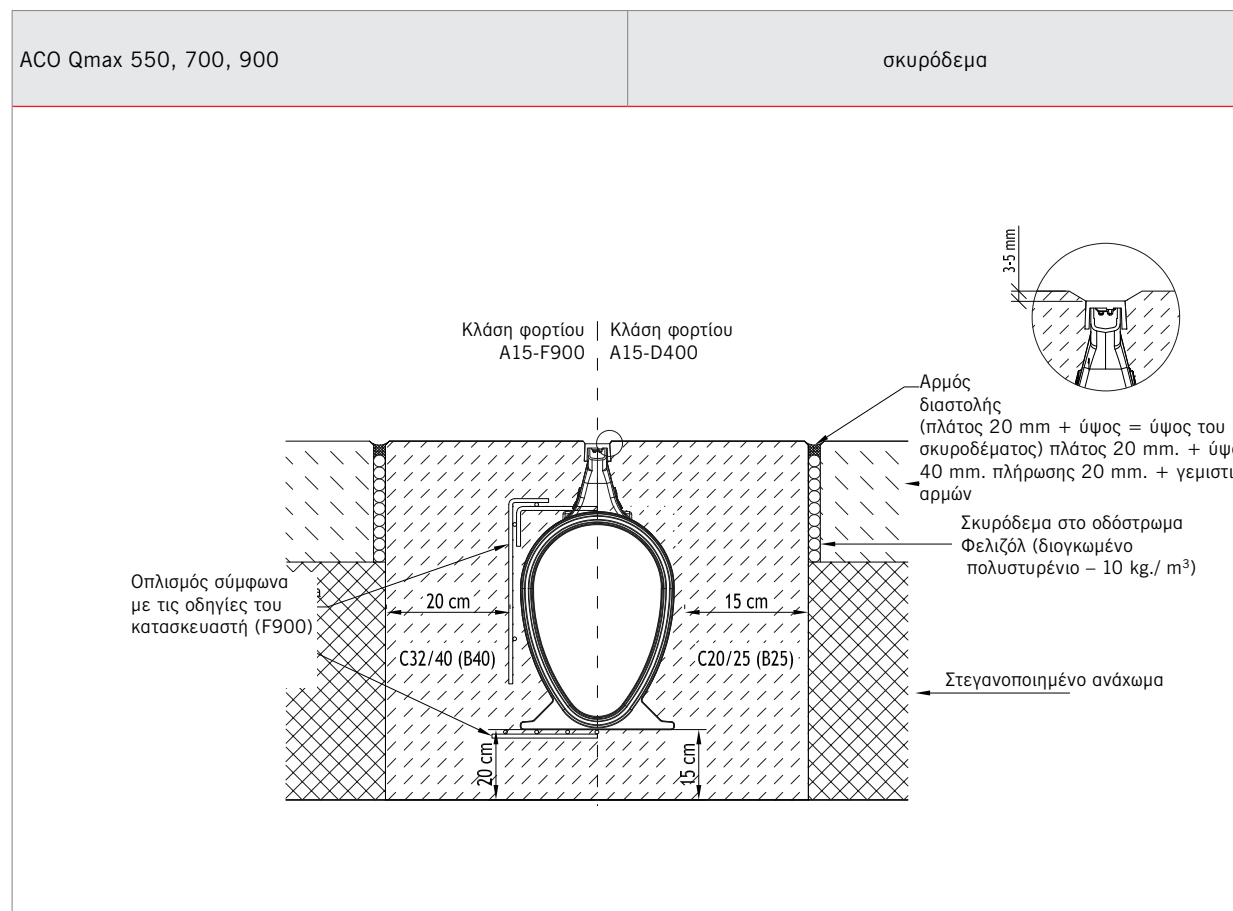 ACO Qmax 550, 700, 900
σκυρόδεμα
3-5 mm
Κλάση φορτίου
A15-F900
Κλάση φορτίου
A15-D400
Αρμός
διαστολής
(πλάτος 20 mm + ύψος = ύψος του
σκυροδέματος) πλάτος 20 mm. +
40 mm. πλήρωσης 20 mm. +
αρμών
Σκυρόδεμα στο οδόστρωμα
Φελιζόλ (διογκωμένο
πολυστυρένιο – 10 kg./ m³)
Οπλισμός σύμφωνα
με τις οδηγίες του
κατασκευαστή (F900)
20 cm
15 cm
C32/40 (B40)
C20/25 (B25)
Στεγανοποιημένο ανάχωμα
20 cm
15 cm